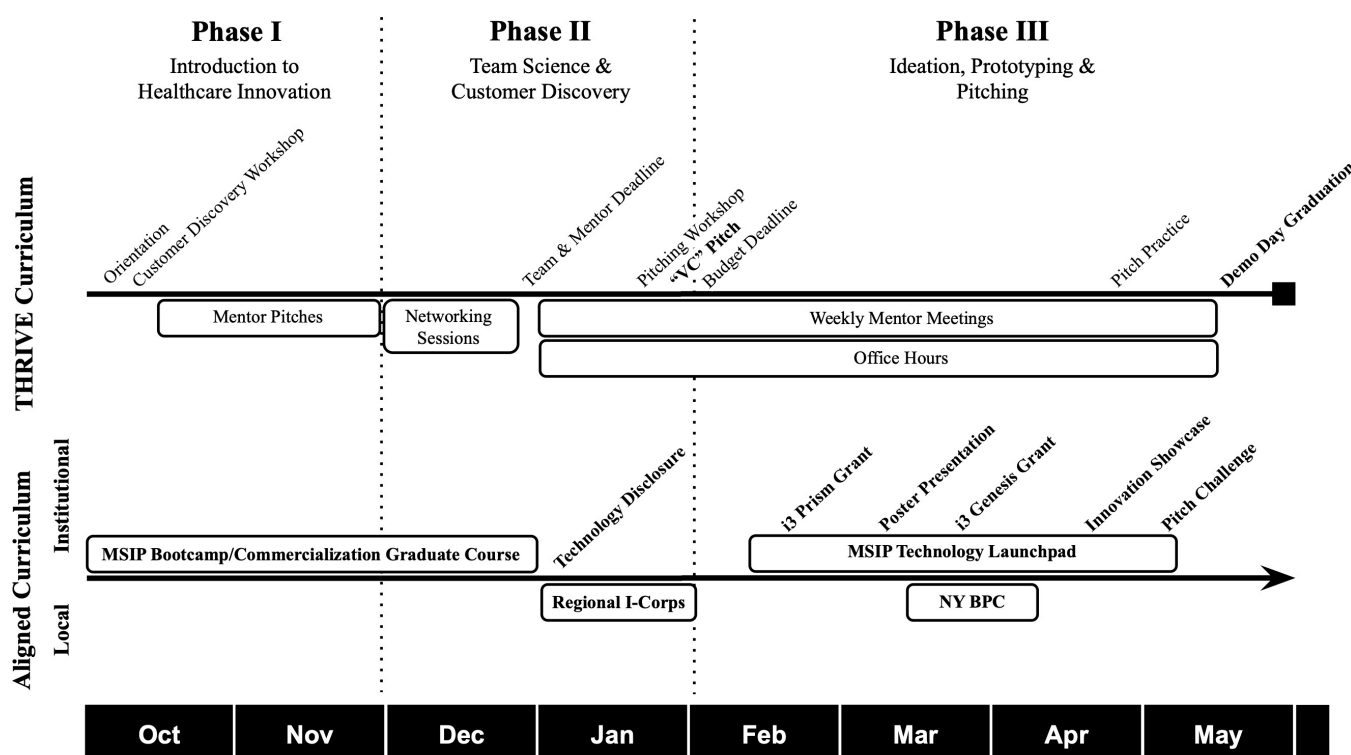 Phase I
Introduction to
Healthcare Innovation
Phase II
Team Science &
Customer Discovery
Phase III
Ideation, Prototyping &
Pitching
THRIVE Curriculum
Orientation
Customer Discovery Workshop
Team & Mentor Deadline
Pitching Workshop
“VC” Pitch
Budget Deadline
Pitch Practice
Demo Day Graduation
Mentor Pitches
Networking
Sessions
Weekly Mentor Meetings
Office Hours
Aligned Curriculum
Institutional
Local
Technology Disclosure
i3 Prism Grant
Poster Presentation
i3 Genesis Grant
Innovation Showcase
Pitch Challenge
MSIP Bootcamp/Commercialization Graduate Course
MSIP Technology Launchpad
Regional I-Corps
NY BPC
Oct
Nov
Dec
Jan
Feb
Mar
Apr
May